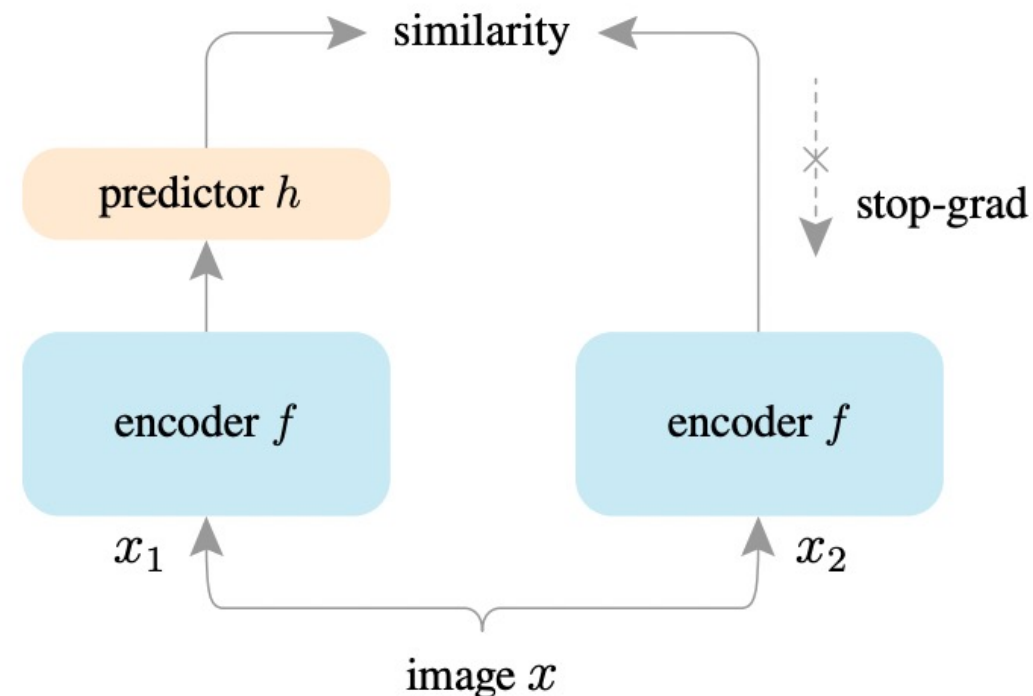 similarity
predictor h
stop-grad
encoder f
encoder f
x₁
x₂
image x